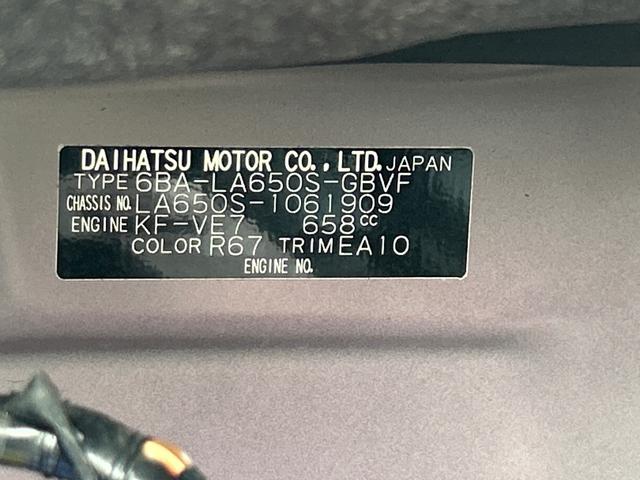 DAIHATSU MOTOR CO., LTD. JAPAN
TYPE 6BA-LA650S-GBVF
CHASSIS NO. LA650S-1061909
ENGINE KF-VE7 658cc
COLOR R67 TRIM EA10
ENGINE NO.